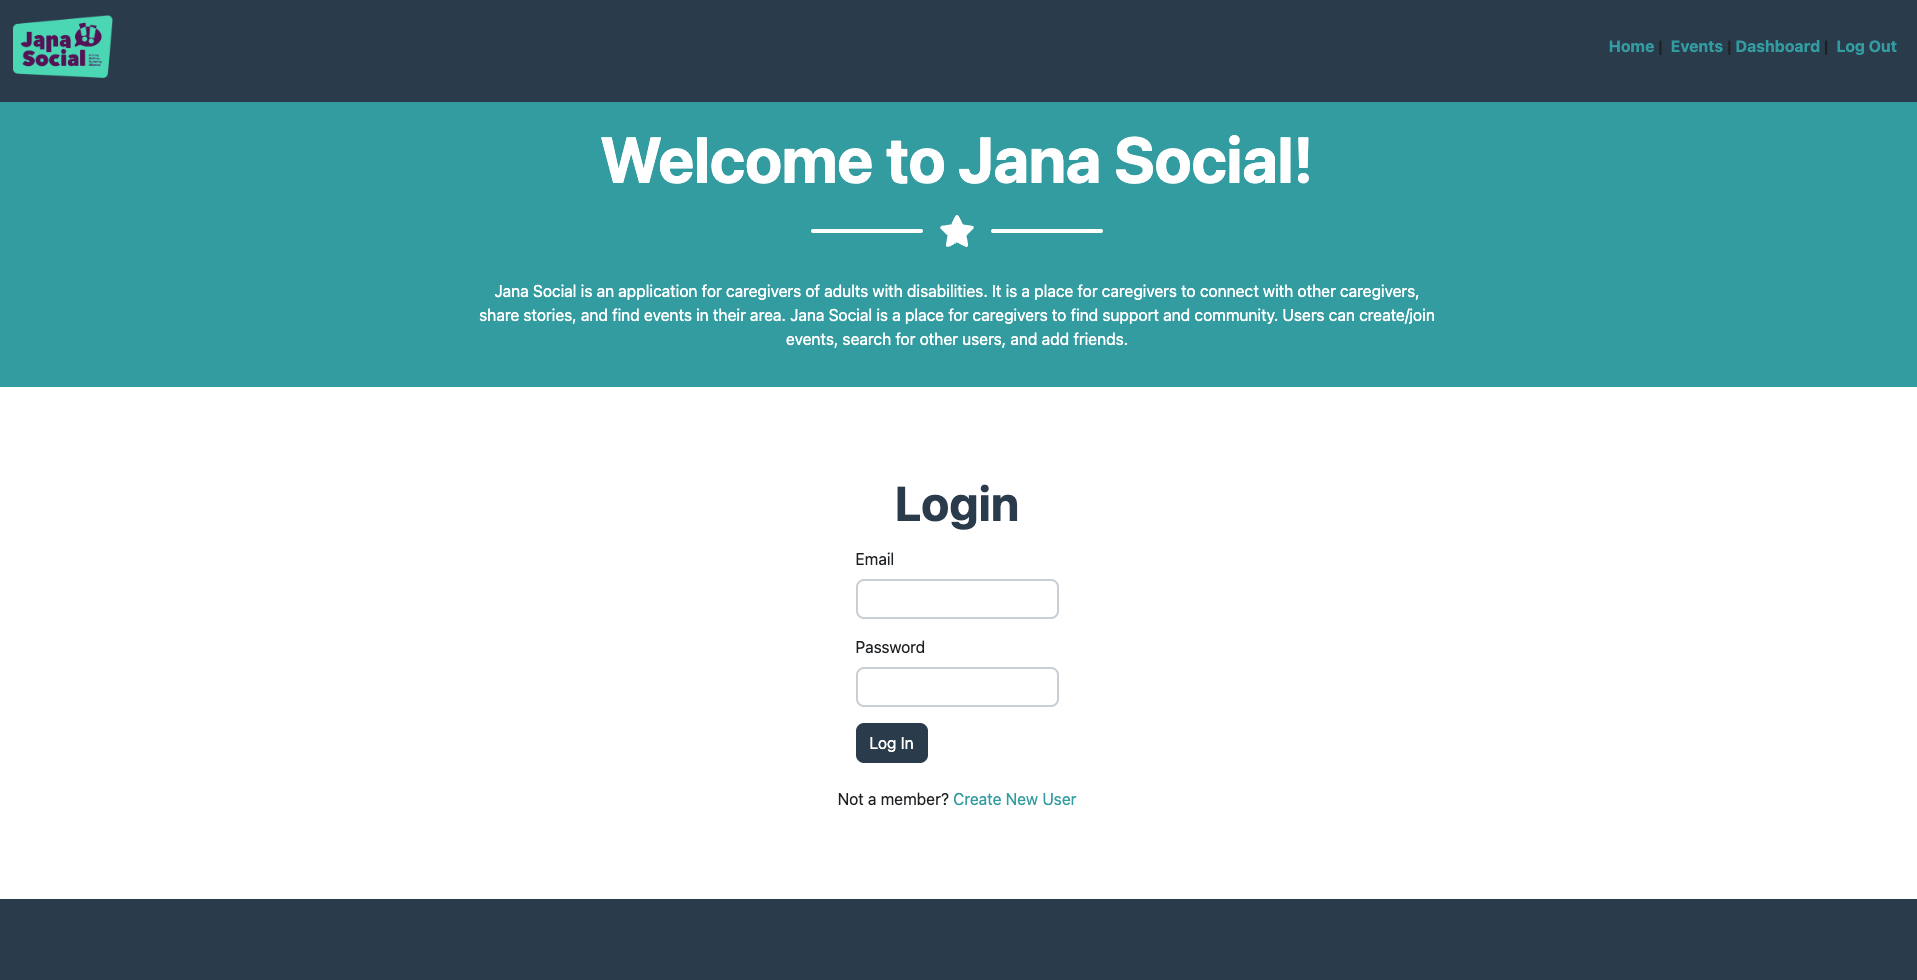 Jana
Social
Home | Events | Dashboard | Log Out
Welcome to Jana Social!
Jana Social is an application for caregivers of adults with disabilities. It is a place for caregivers to connect with other caregivers,
share stories, and find events in their area. Jana Social is a place for caregivers to find support and community. Users can create/join
events, search for other users, and add friends.
Login
Email
Password
Log In
Not a member? Create New User